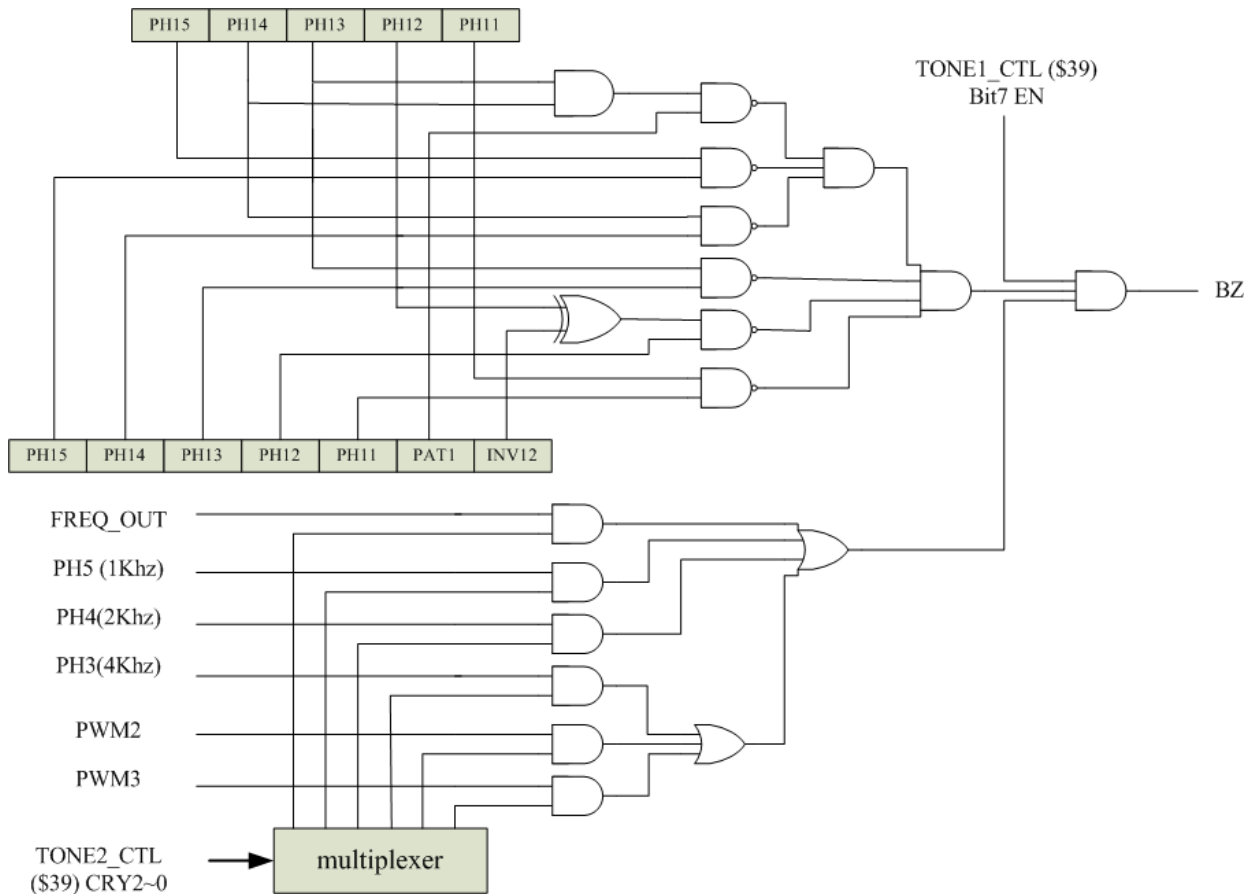 PH15 PH14 PH13 PH12 PH11
TONE1_CTL ($39)
Bit7 EN
BZ
PH15 PH14 PH13 PH12 PH11 PAT1 INV12
FREQ_OUT
PH5 (1Khz)
PH4(2Khz)
PH3(4Khz)
PWM2
PWM3
TONE2_CTL
($39) CRY2~0
multiplexer